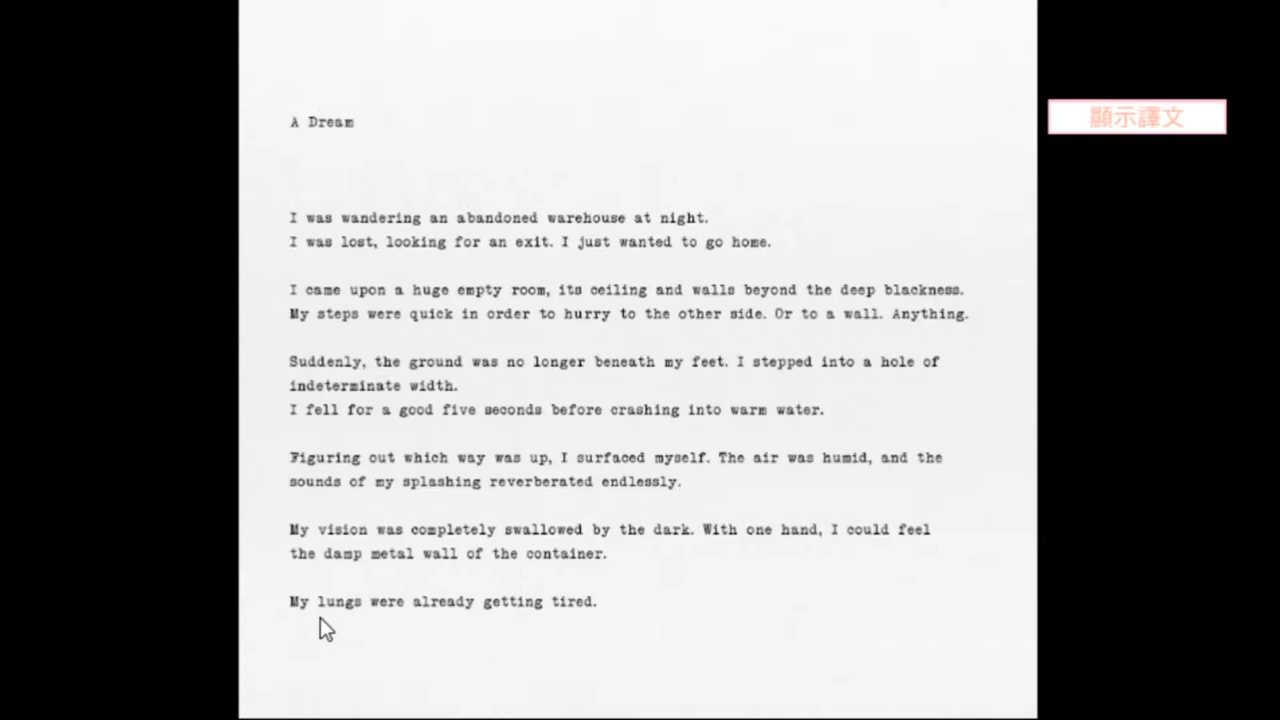 A Dream
顯示譯文
I was wandering an abandoned warehouse at night.
I was lost, looking for an exit. I just wanted to go home.
I came upon a huge empty room, its ceiling and walls beyond the deep blackness.
My steps were quick in order to hurry to the other side. Or to a wall. Anything.
Suddenly, the ground was no longer beneath my feet. I stepped into a hole of
indeterminate width.
I fell for a good five seconds before crashing into warm water.
Figuring out which way was up, I surfaced myself. The air was humid, and the
sounds of my splashing reverberated endlessly.
My vision was completely swallowed by the dark. With one hand, I could feel
the damp metal wall of the container.
My lungs were already getting tired.